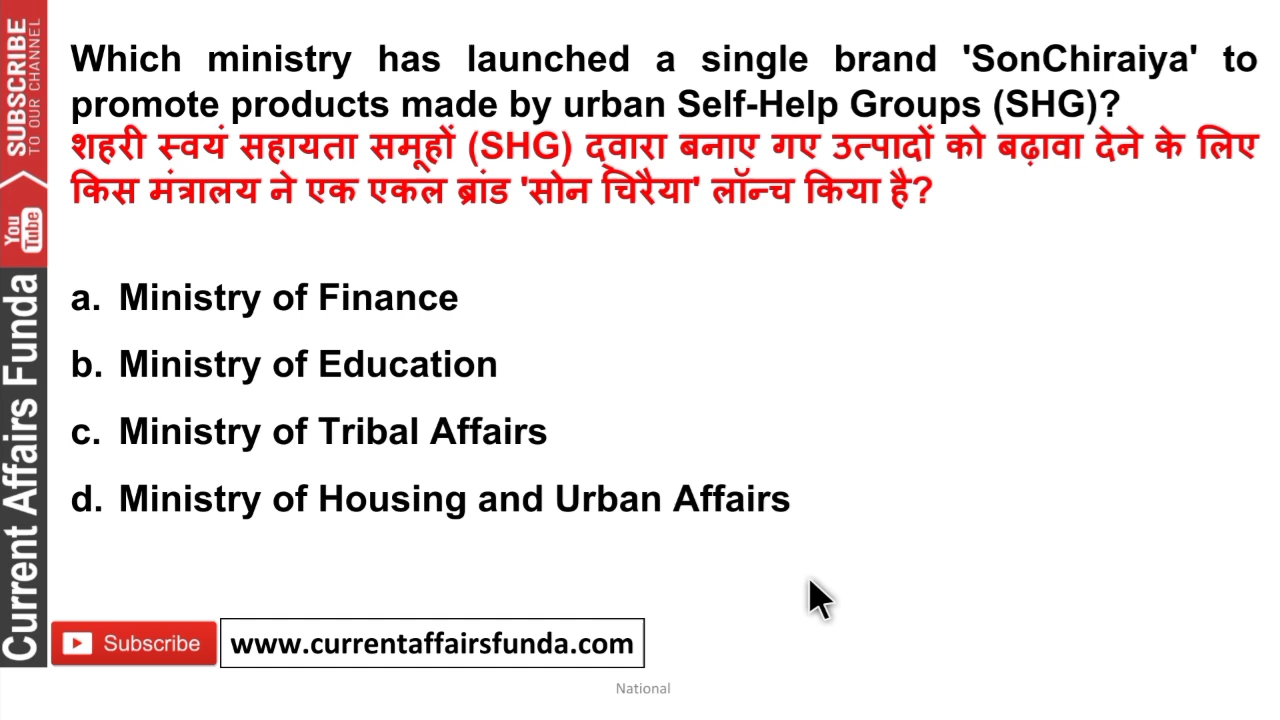 Which ministry has launched a single brand 'SonChiraiya' to
promote products made by urban Self-Help Groups (SHG)?
शहरी स्वयं सहायता समूहों (SHG) द्वारा बनाए गए उत्पादों को बढ़ावा देने के लिए
किस मंत्रालय ने एक एकल ब्रांड 'सोन चिरैया' लॉन्च किया है?
a. Ministry of Finance
b. Ministry of Education
c. Ministry of Tribal Affairs
d. Ministry of Housing and Urban Affairs
SUBSCRIBE
TO OUR CHANNEL
You
Tube
Current Affairs Funda
Subscribe
www.currentaffairsfunda.com
National